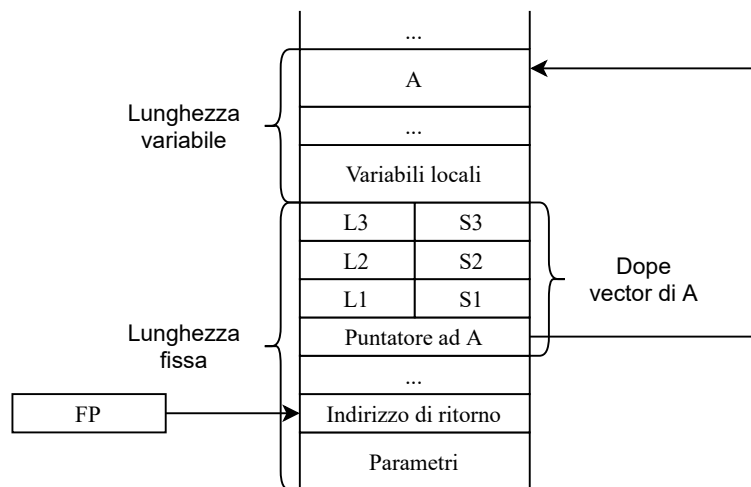 ...
A
Lunghezza
variabile
...
Variabili locali
L3 S3
L2 S2
Dope
vector di A
L1 S1
Lunghezza
fissa
Puntatore ad A
...
FP
Indirizzo di ritorno
Parametri